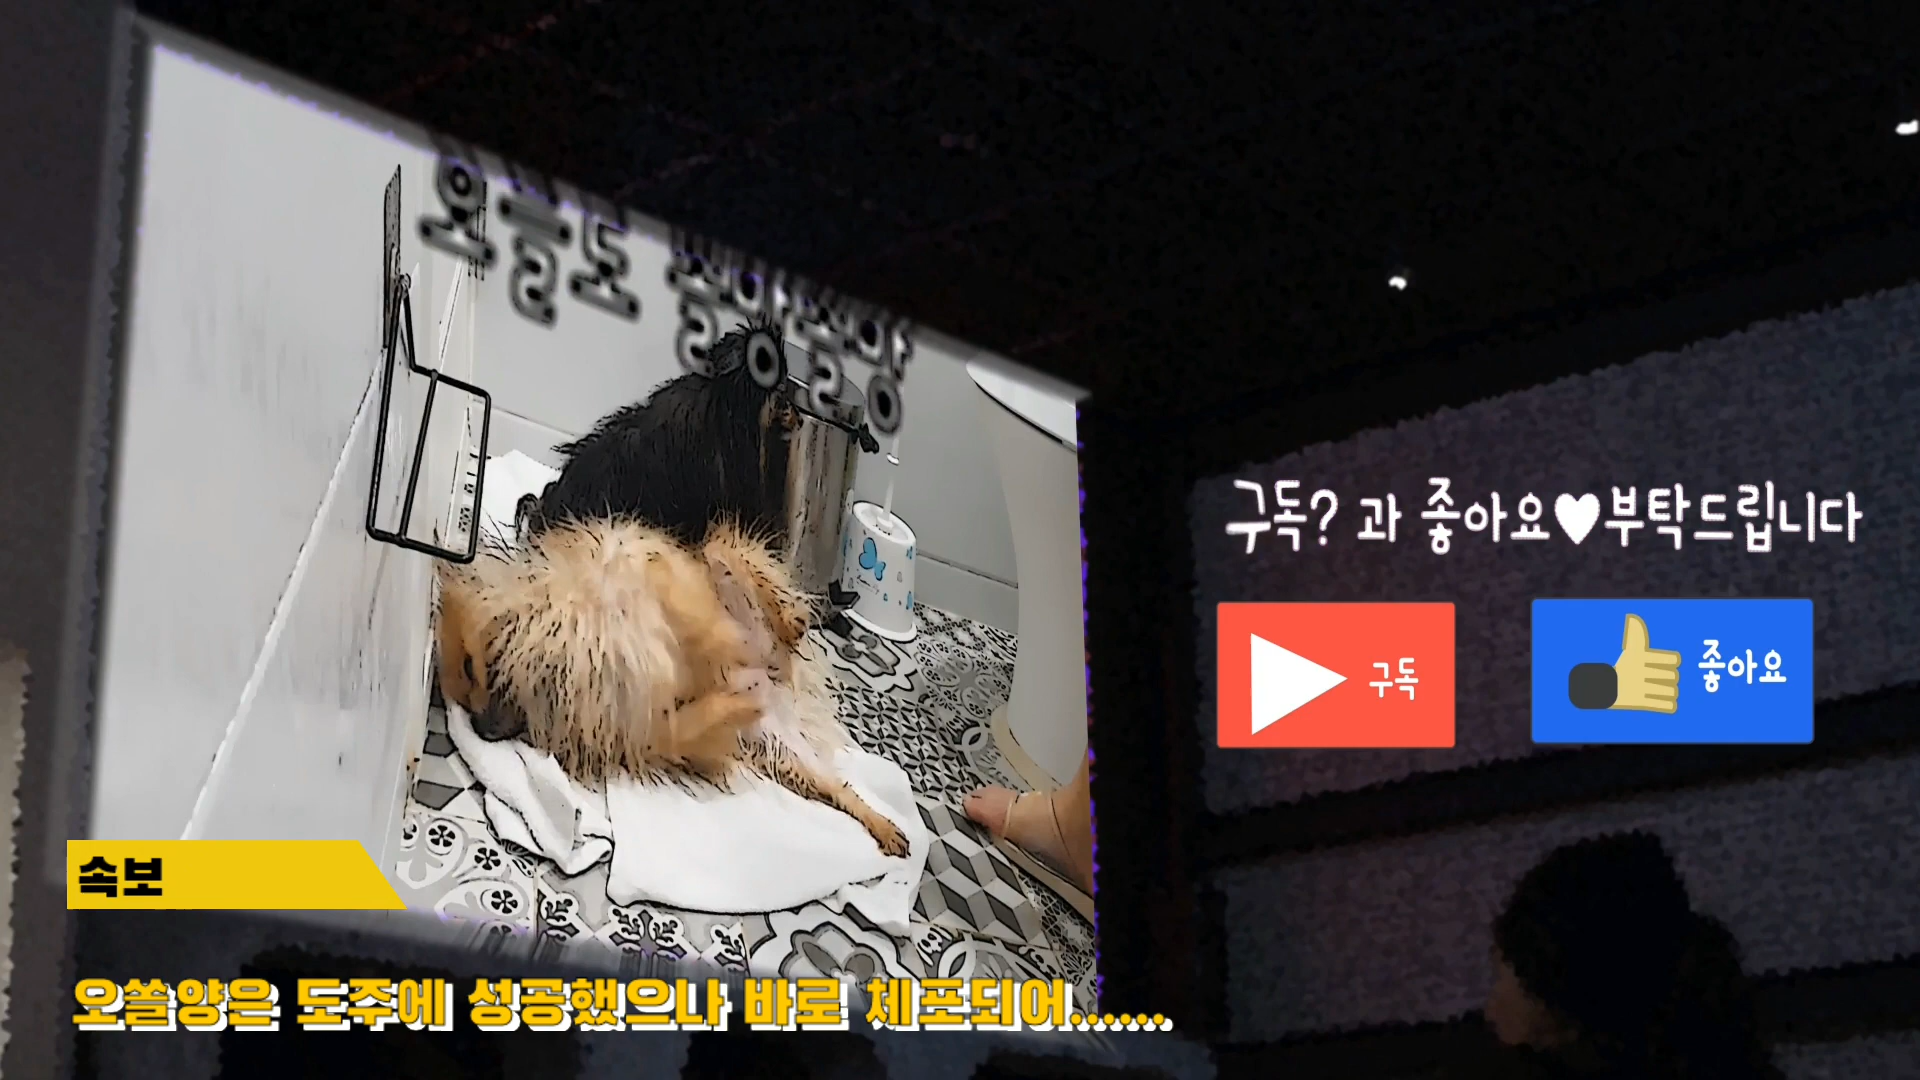 오늘도
구독? 과 좋아요♥부탁드립니다
구독
좋아요
속보
오쏠양은 도주에 성공했으나 바로 체포되어......